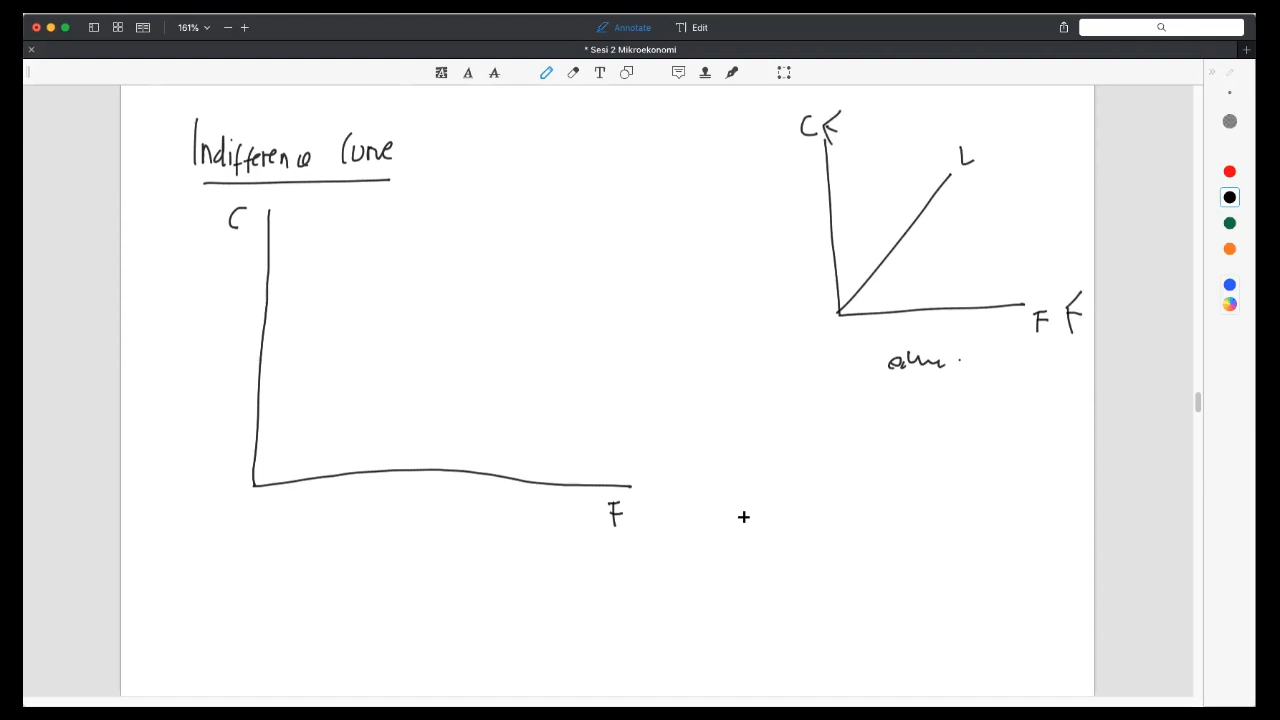 161%
Annotate
Edit
* Sesi 2 Mikroekonomi
Indifference Curve
C
F
C
L
F